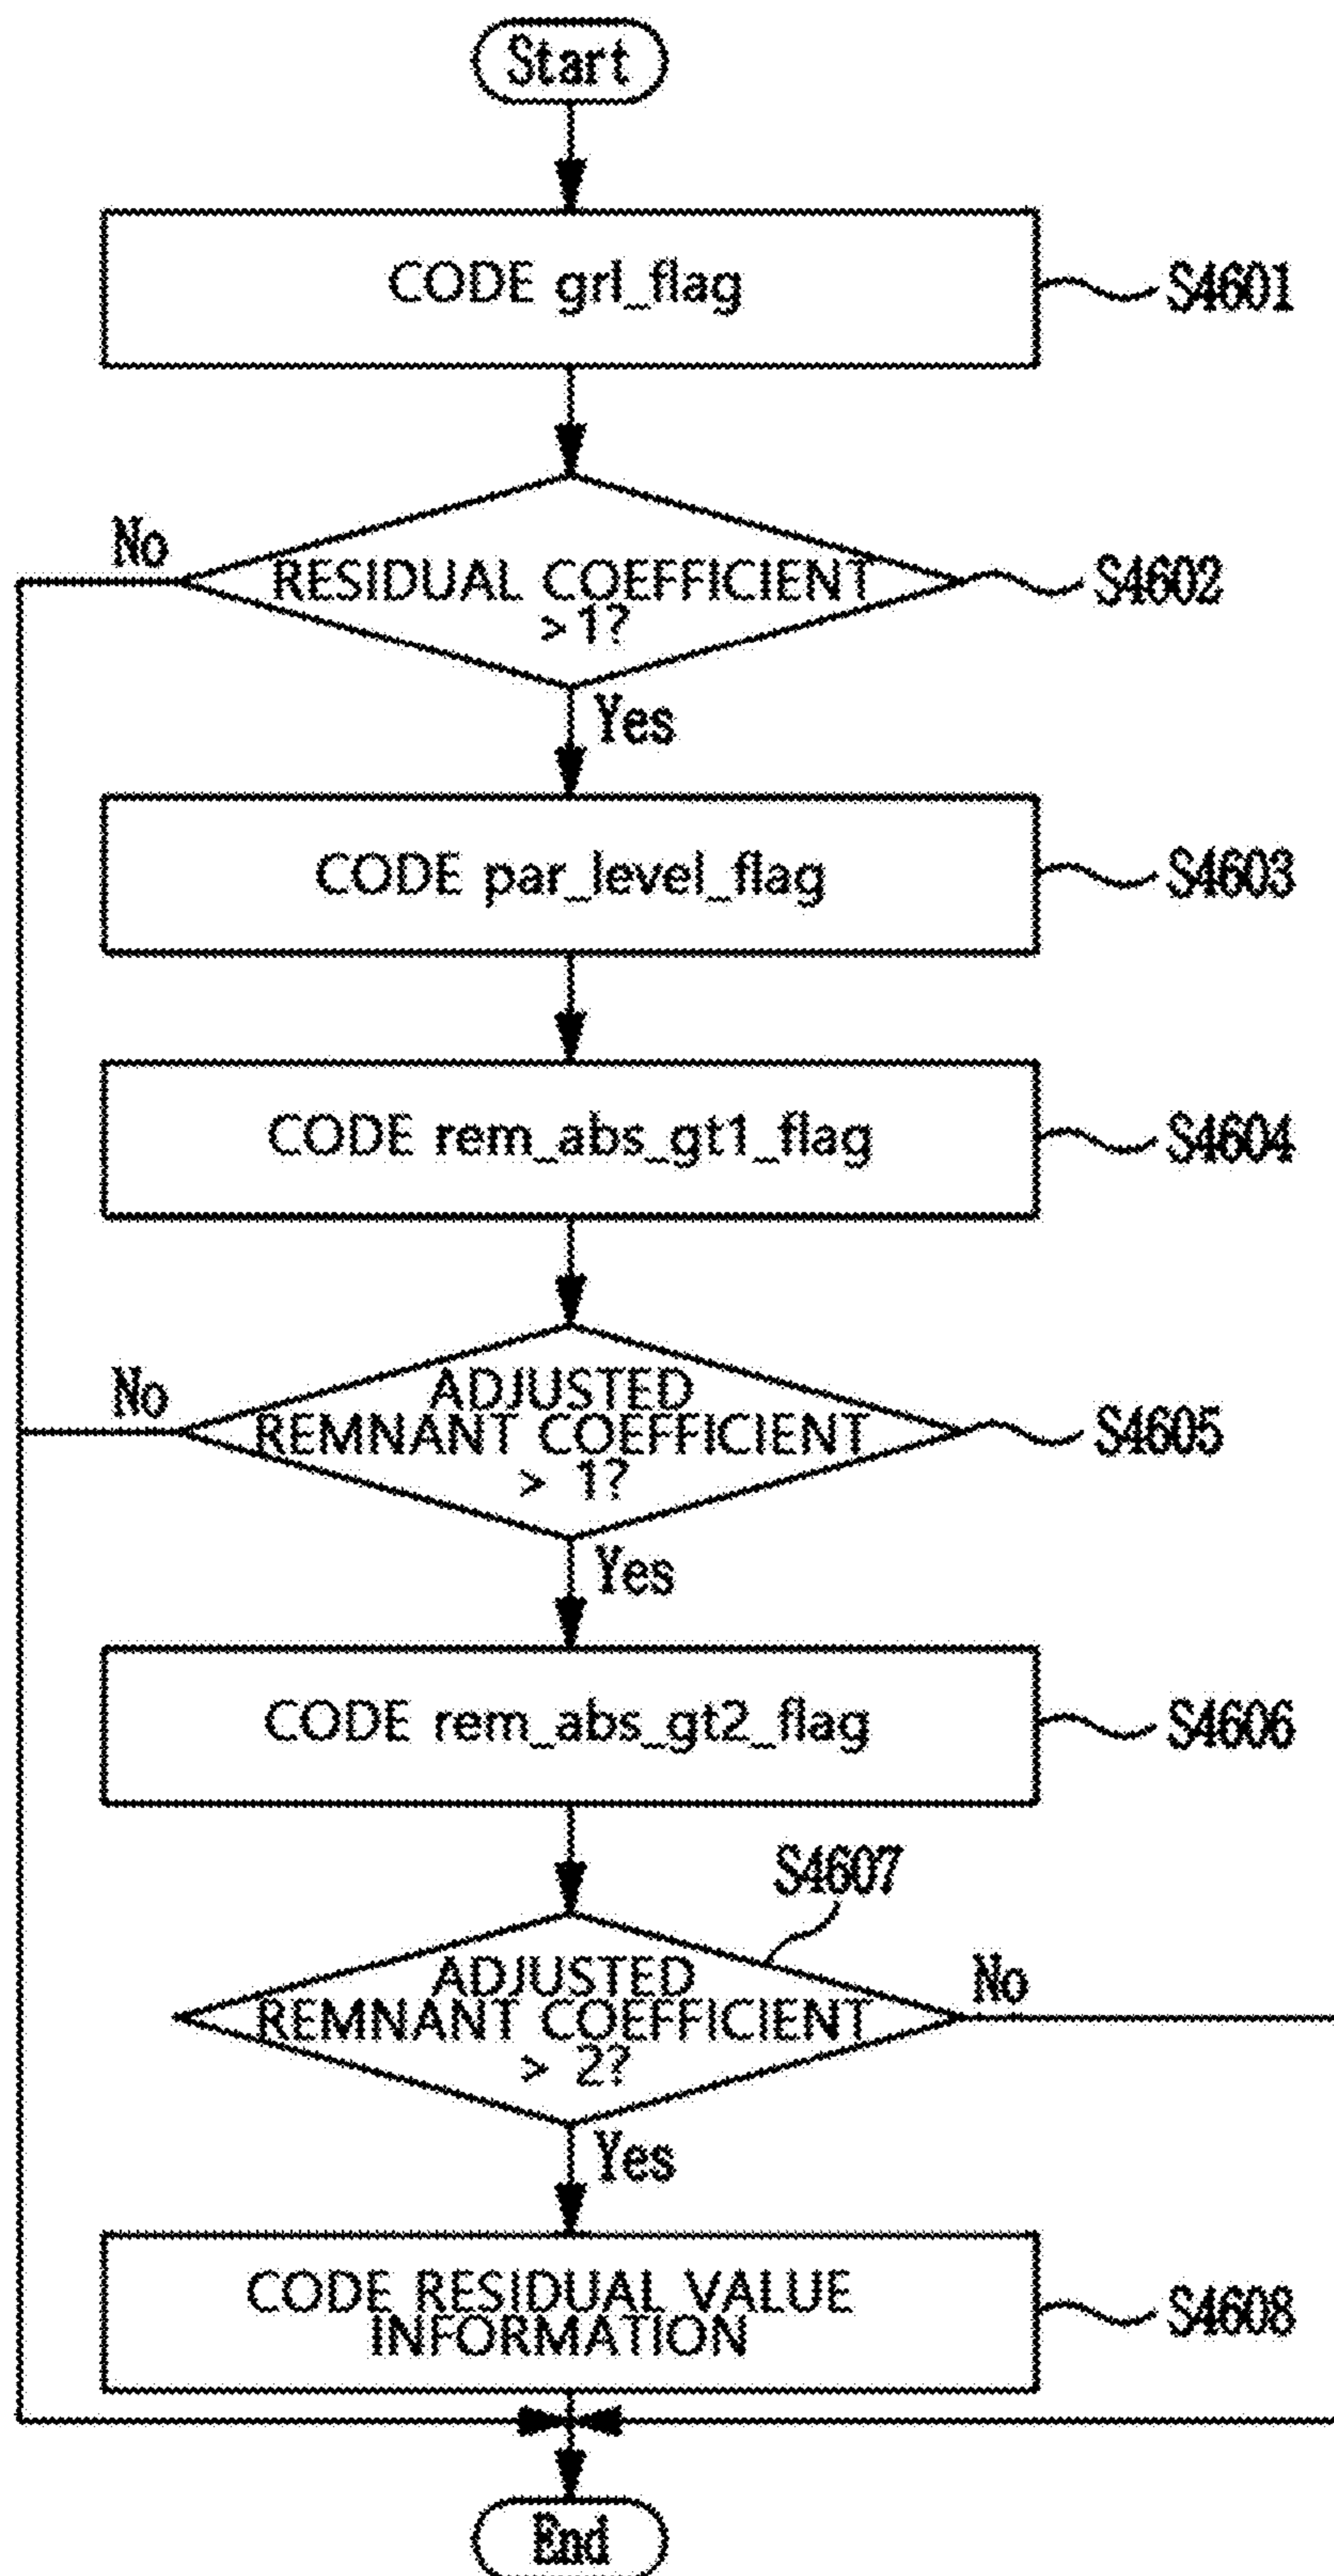 Start
CODE grl_flag
S4601
No
RESIDUAL COEFFICIENT
>1?
S4602
Yes
CODE par_level_flag
S4603
CODE rem_abs_gt1_flag
S4604
No
ADJUSTED
REMNANT COEFFICIENT
> 1?
S4605
Yes
CODE rem_abs_gt2_flag
S4606
S4607
ADJUSTED
REMNANT COEFFICIENT
> 2?
No
Yes
CODE RESIDUAL VALUE
INFORMATION
S4608
End